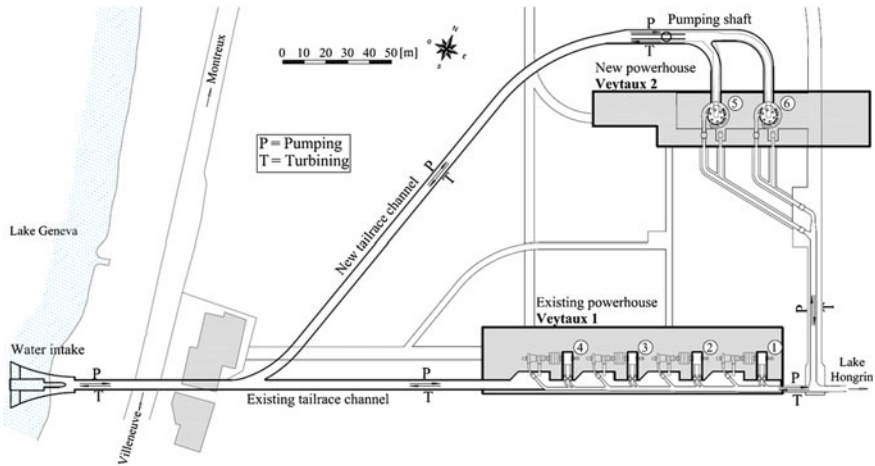 P
Pumping shaft
T
N
O
E
S
0 10 20 30 40 50 [m]
Montreux
New powerhouse
Veytaux 2
5
6
P = Pumping
T = Turbining
P
T
New tailrace channel
Lake Geneva
P
T
Existing powerhouse
Veytaux 1
4
3
2
1
Water intake
P
P
P
Lake
Hongrin
T
Existing tailrace channel
T
T
Villeneuve